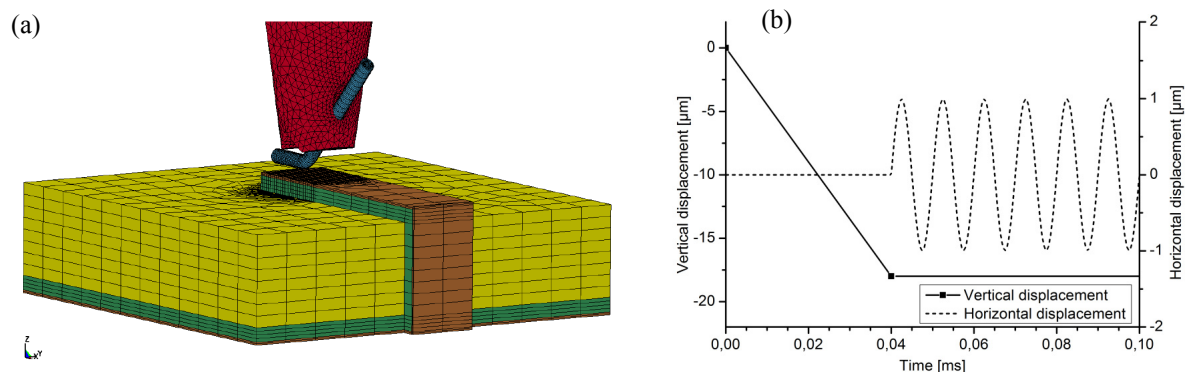 (a)
Z
X
Y
(b)
Vertical displacement [µm]
0
-5
-10
-15
-20
2
1
0
-1
-2
Horizontal displacement [µm]
Vertical displacement
Horizontal displacement
0,00 0,02 0,04 0,06 0,08 0,10
Time [ms]